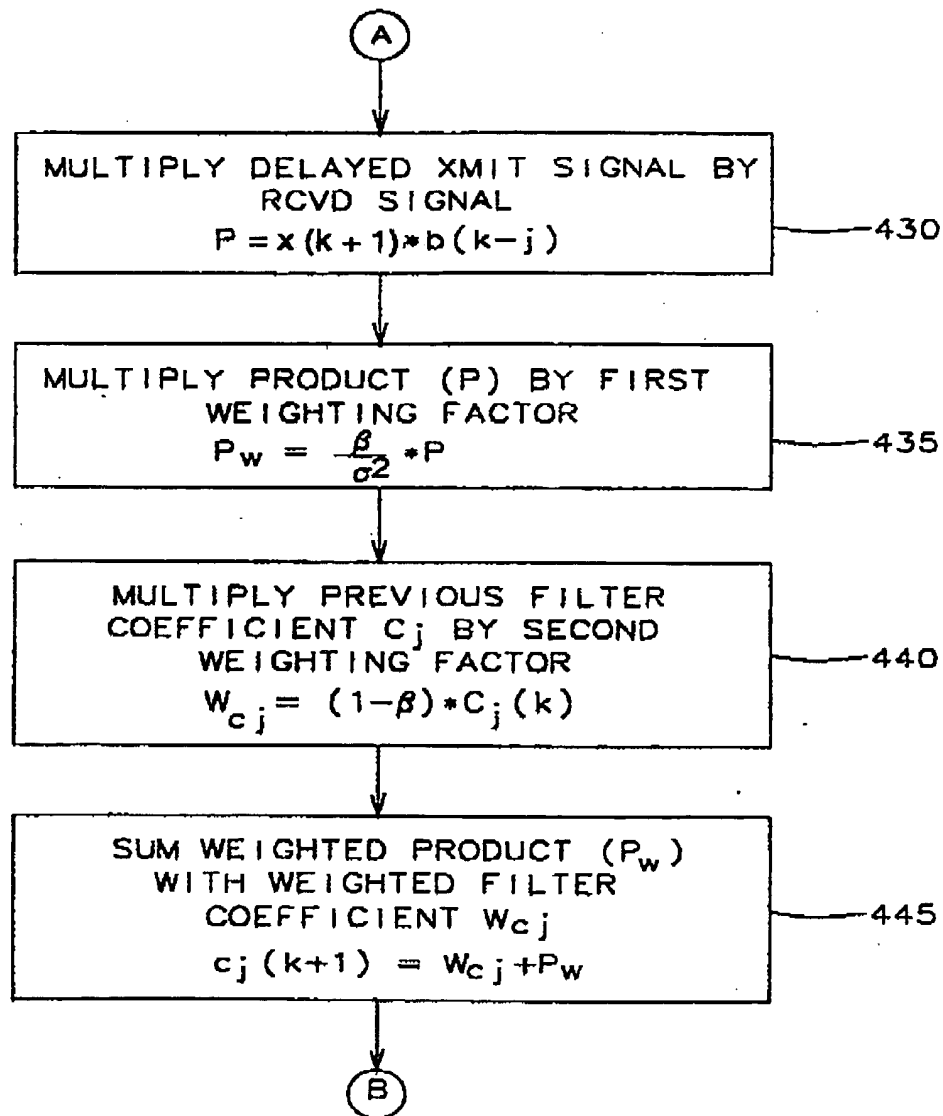 A
MULTIPLY DELAYED XMIT SIGNAL BY
RCVD SIGNAL
P = x(k+1)*b(k-j)
430
MULTIPLY PRODUCT (P) BY FIRST
WEIGHTING FACTOR
Pw = β/σ2 *P
435
MULTIPLY PREVIOUS FILTER
COEFFICIENT Cj BY SECOND
WEIGHTING FACTOR
Wcj = (1-β)*Cj(k)
440
SUM WEIGHTED PRODUCT (Pw)
WITH WEIGHTED FILTER
COEFFICIENT Wcj
cj(k+1) = Wcj+Pw
445
B